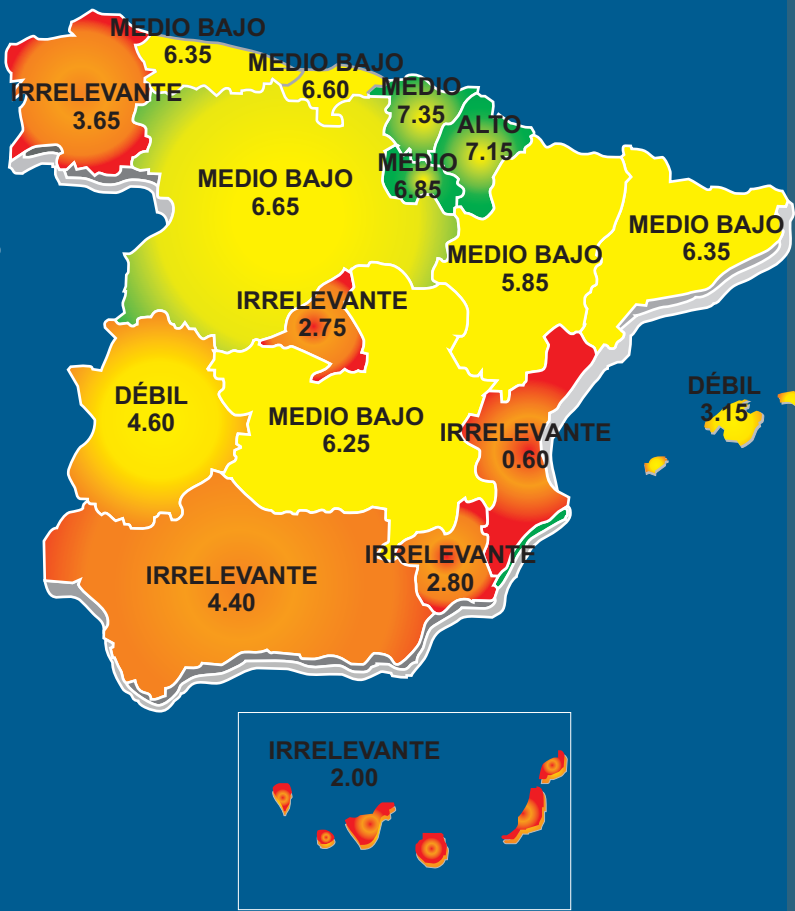 MEDIO BAJO
6.35
MEDIO BAJO
6.60
IRRELEVANTE
3.65
MEDIO
7.35
ALTO
7.15
MEDIO
6.85
MEDIO BAJO
6.65
MEDIO BAJO
5.85
MEDIO BAJO
6.35
IRRELEVANTE
2.75
DÉBIL
4.60
MEDIO BAJO
6.25
IRRELEVANTE
0.60
DÉBIL
3.15
IRRELEVANTE
4.40
IRRELEVANTE
2.80
IRRELEVANTE
2.00